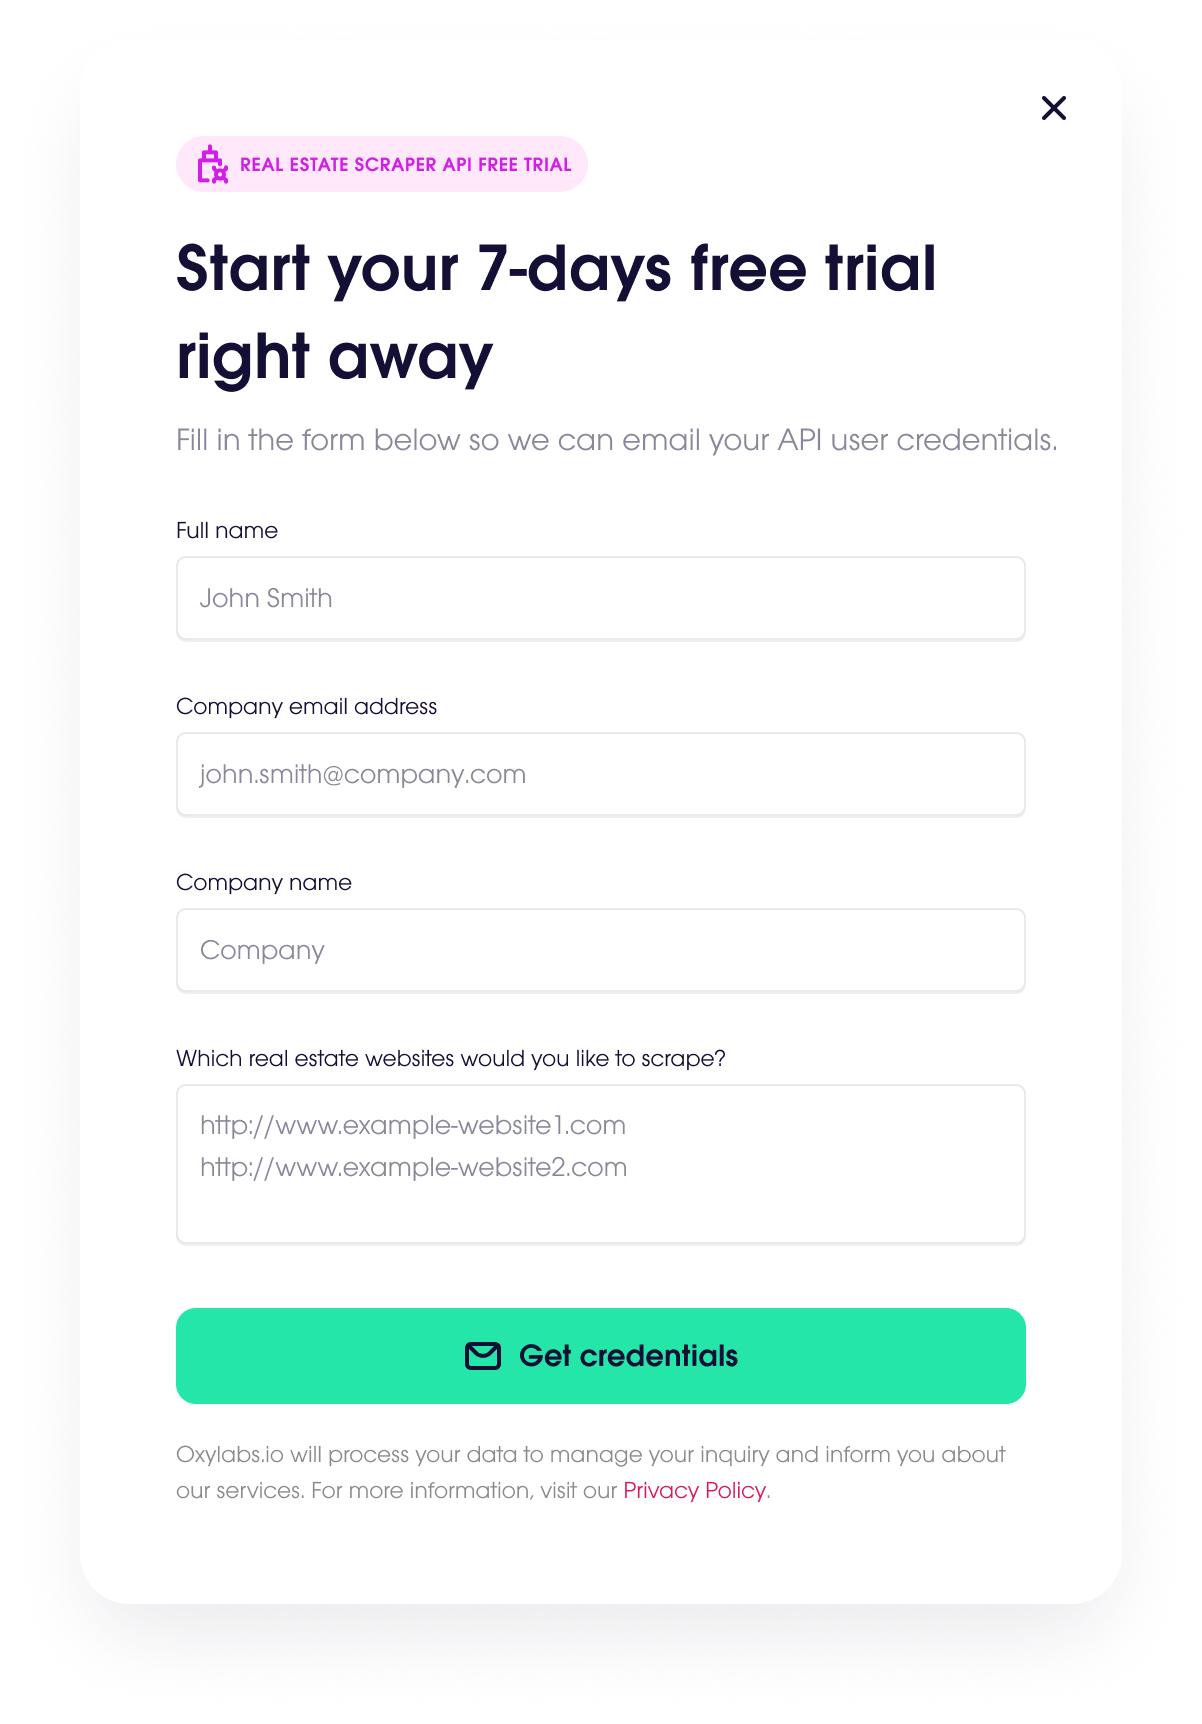 REAL ESTATE SCRAPER API FREE TRIAL
Start your 7-days free trial
right away
Fill in the form below so we can email your API user credentials.
Full name
John Smith
Company email address
john.smith@company.com
Company name
Company
Which real estate websites would you like to scrape?
http://www.example-website1.com
http://www.example-website2.com
Get credentials
Oxylabs.io will process your data to manage your inquiry and inform you about
our services. For more information, visit our Privacy Policy.